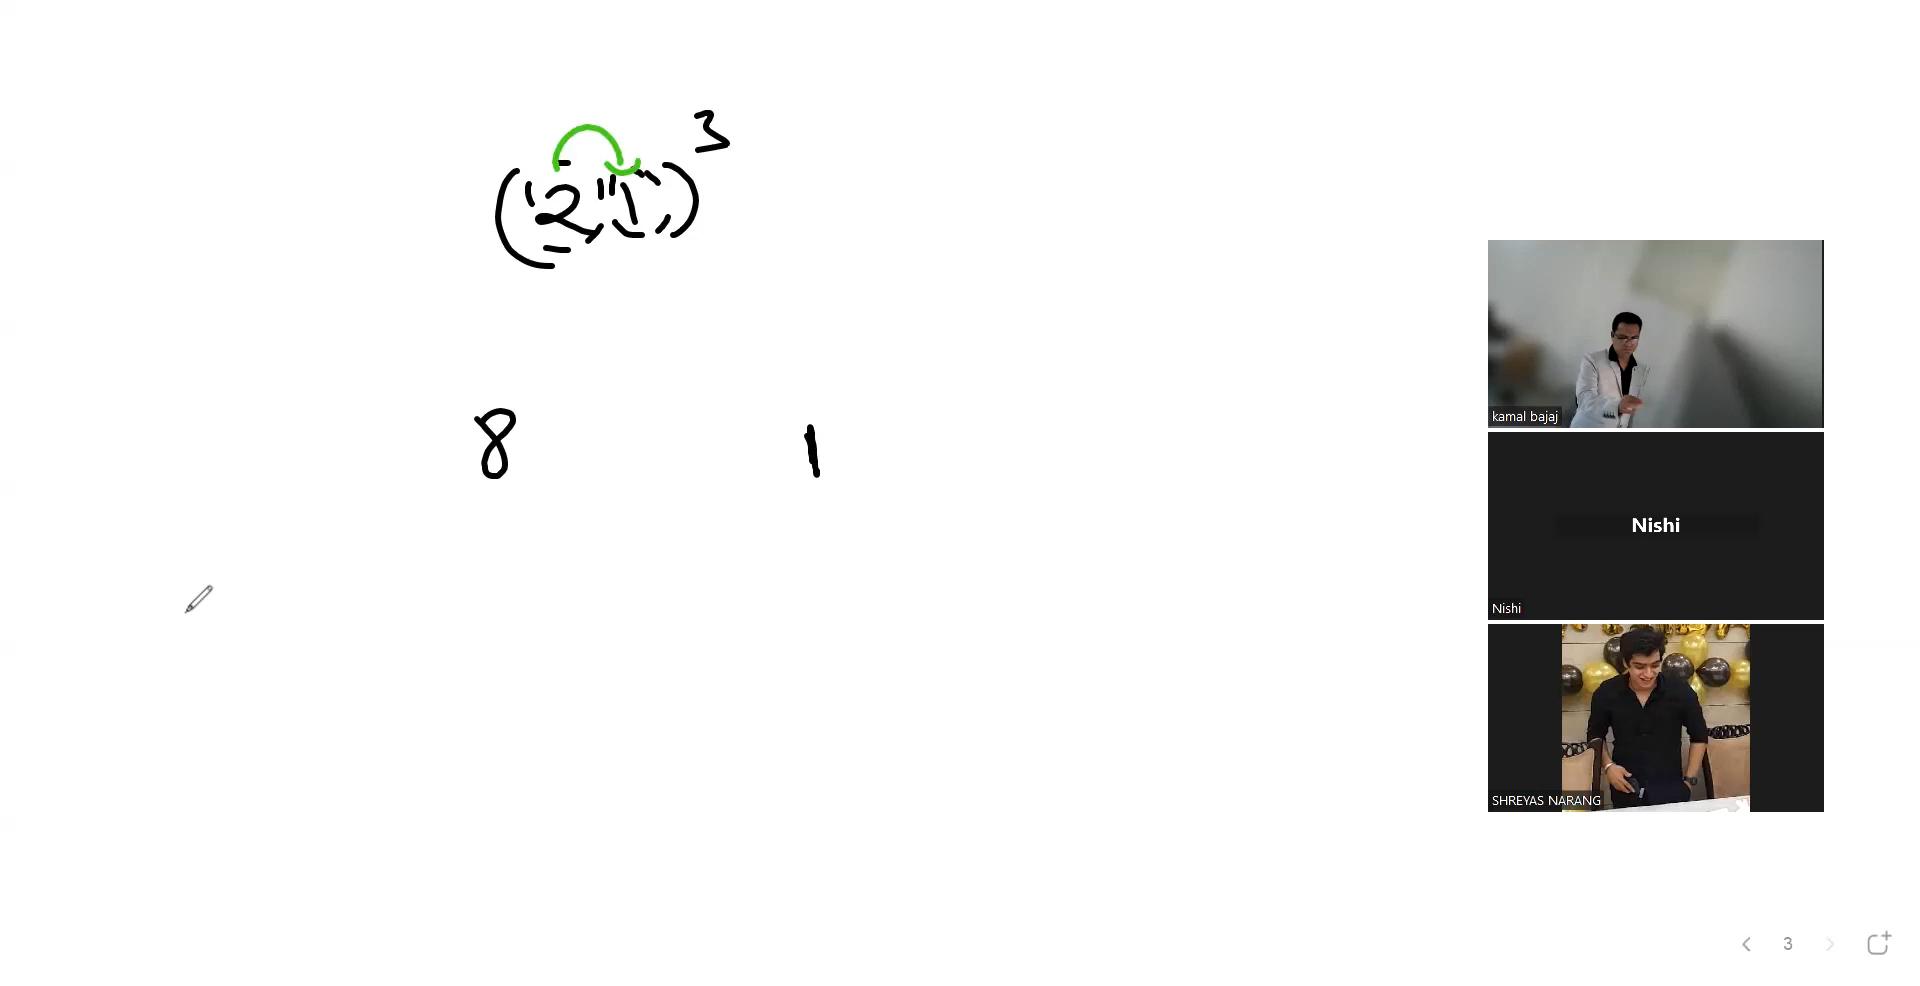 (21)³
8 1
kamal bajaj
Nishi
Nishi
SHREYAS NARANG
3